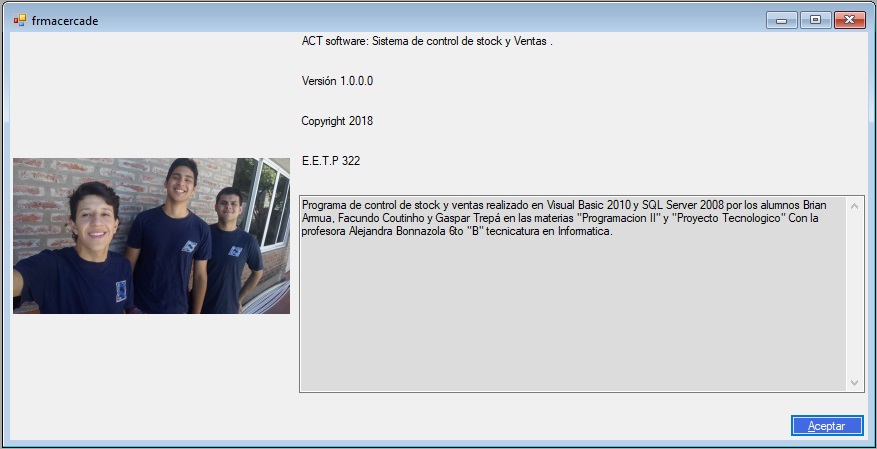 frmacercade
ACT software: Sistema de control de stock y Ventas .
Versión 1.0.0.0
Copyright 2018
E.E.T.P 322
Programa de control de stock y ventas realizado en Visual Basic 2010 y SQL Server 2008 por los alumnos Brian
Armua, Facundo Coutinho y Gaspar Trepá en las materias "Programacion II" y "Proyecto Tecnologico" Con la
profesora Alejandra Bonnazola 6to "B" tecnicatura en Informatica.
Aceptar